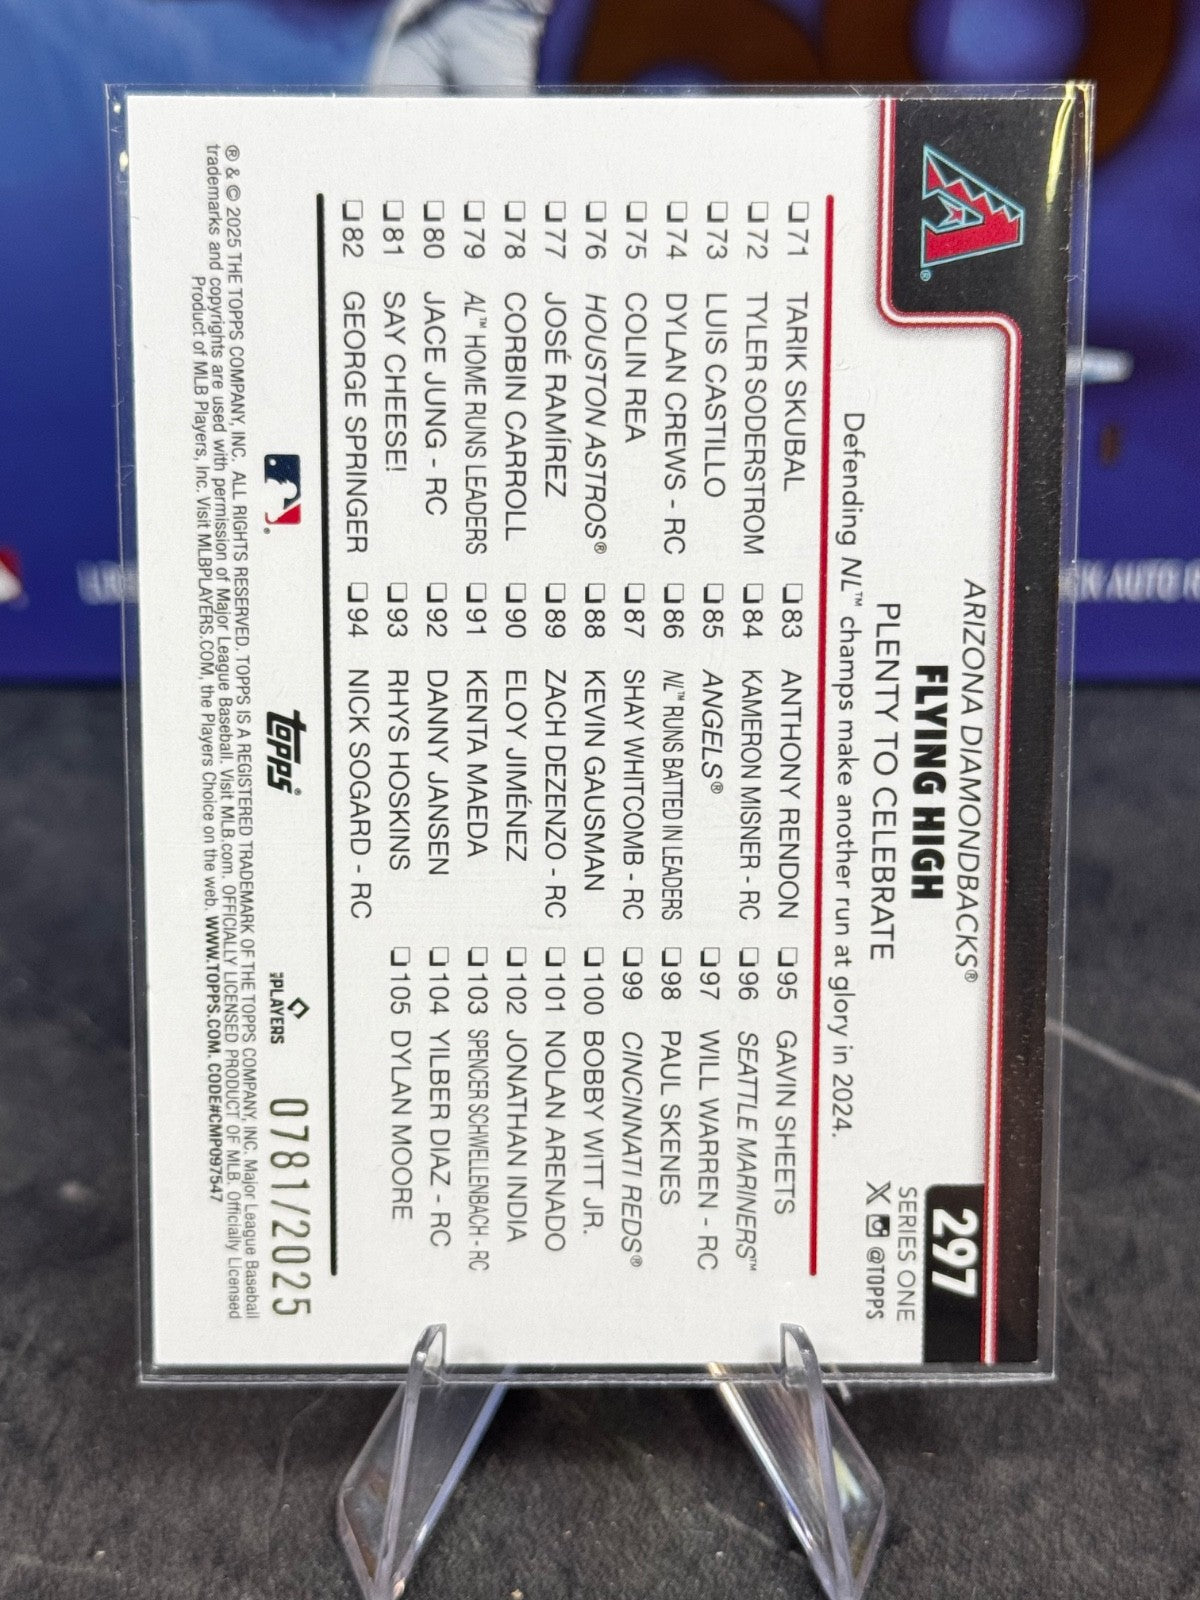 ARIZONA DIAMONDBACKS®
FLYING HIGH
PLENTY TO CELEBRATE
Defending NL™ champs make another run at glory in 2024.
297
SERIES ONE
X @TOPPS
A®
❑71 TARIK SKUBAL
❑72 TYLER SODERSTROM
❑73 LUIS CASTILLO
❑74 DYLAN CREWS - RC
❑75 COLIN REA
❑76 HOUSTON ASTROS®
❑77 JOSÉ RAMÍREZ
❑78 CORBIN CARROLL
❑79 AL™ HOME RUNS LEADERS
❑80 JACE JUNG - RC
❑81 SAY CHEESE!
❑82 GEORGE SPRINGER
❑83 ANTHONY RENDON
❑84 KAMERON MISNER - RC
❑85 ANGELS®
❑86 NL™ RUNS BATTED IN LEADERS
❑87 SHAY WHITCOMB - RC
❑88 KEVIN GAUSMAN
❑89 ZACH DEZENZO - RC
❑90 ELOY JIMÉNEZ
❑91 KENTA MAEDA
❑92 DANNY JANSEN
❑93 RHYS HOSKINS
❑94 NICK SOGARD - RC
❑95 GAVIN SHEETS
❑96 SEATTLE MARINERS™
❑97 WILL WARREN - RC
❑98 PAUL SKENES
❑99 CINCINNATI REDS®
❑100 BOBBY WITT JR.
❑101 NOLAN ARENADO
❑102 JONATHAN INDIA
❑103 SPENCER SCHWELLENBACH - RC
❑104 YILBER DIAZ - RC
❑105 DYLAN MOORE
topps®
PLAYERS
0781/2025
® & © 2025 THE TOPPS COMPANY, INC. ALL RIGHTS RESERVED. TOPPS IS A REGISTERED TRADEMARK OF THE TOPPS COMPANY, INC. Major League Baseball
trademarks and copyrights are used with permission of Major League Baseball. Visit MLB.com. OFFICIALLY LICENSED PRODUCT OF MLB. Officially Licensed
Product of MLB Players, Inc. Visit MLBPLAYERS.COM, the Players Choice on the web. WWW.TOPPS.COM. CODE#CMP097547
CK AUTO